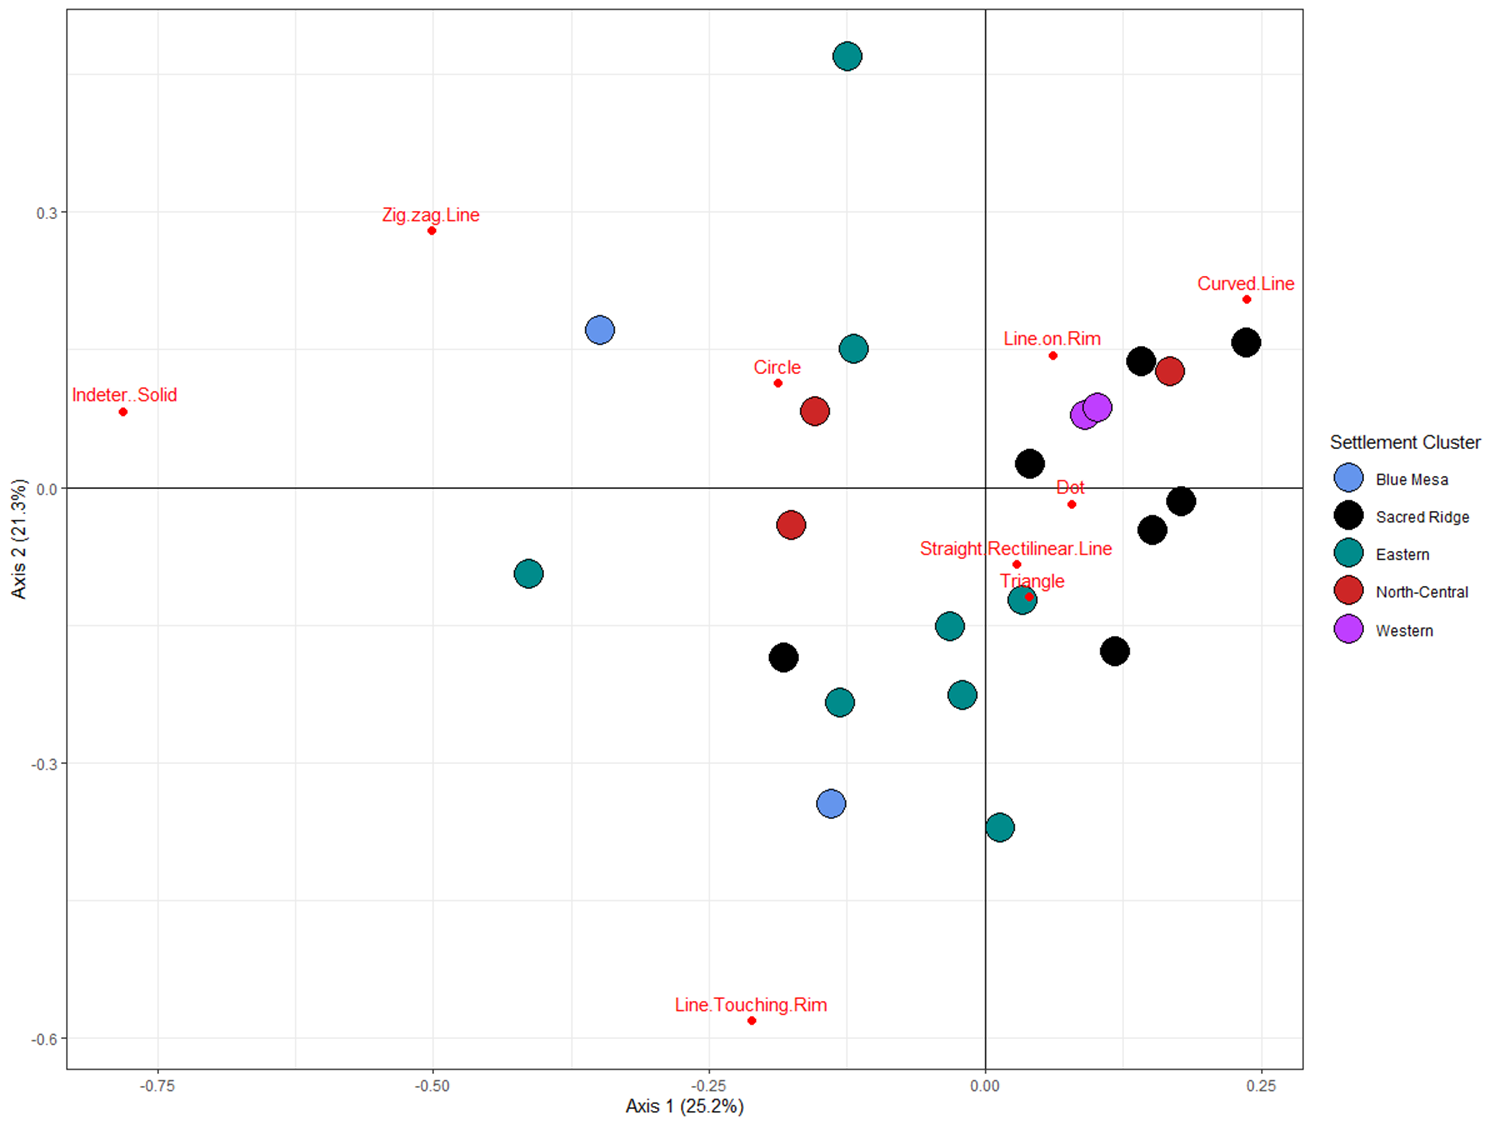 Zig.zag.Line
Curved.Line
Line.on.Rim
Circle
Indeter..Solid
Dot
Straight.Rectilinear.Line
Triangle
Line.Touching.Rim
0.3
0.0
-0.3
-0.6
Axis 2 (21.3%)
-0.75 -0.50 -0.25 0.00 0.25
Axis 1 (25.2%)
Settlement Cluster
Blue Mesa
Sacred Ridge
Eastern
North-Central
Western